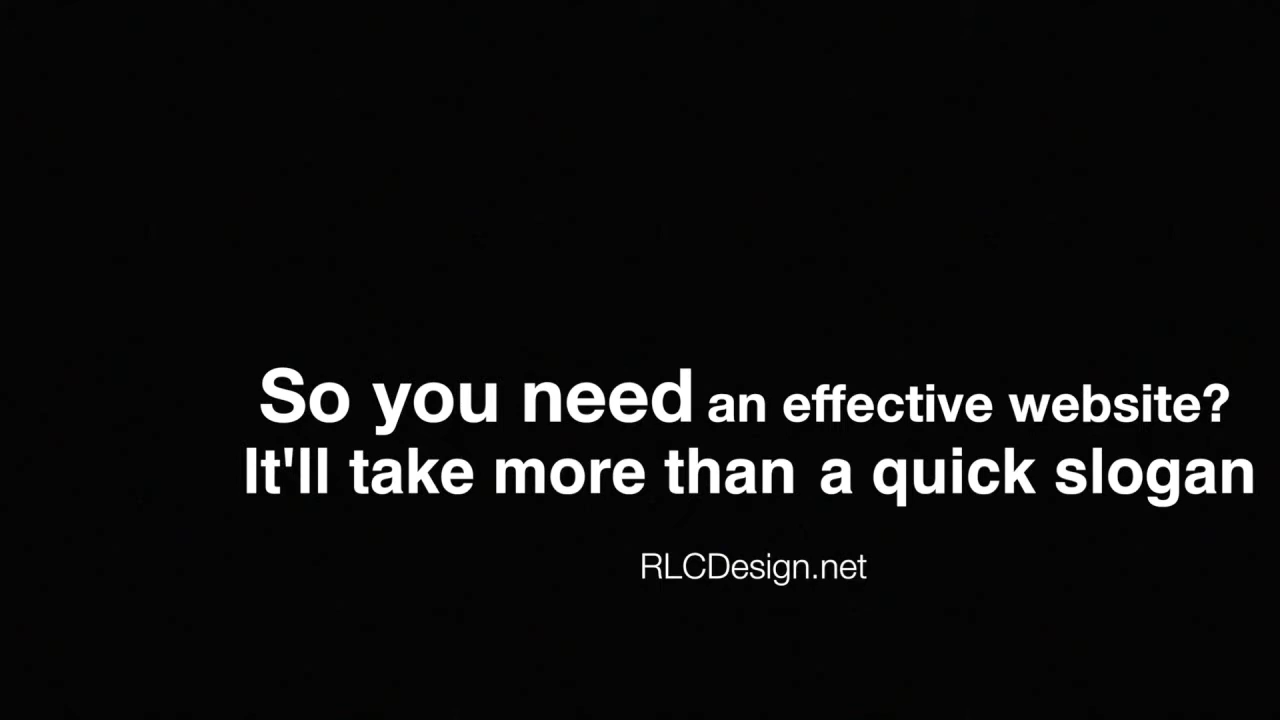 So you need an effective website?
It'll take more than a quick slogan
RLCDesign.net